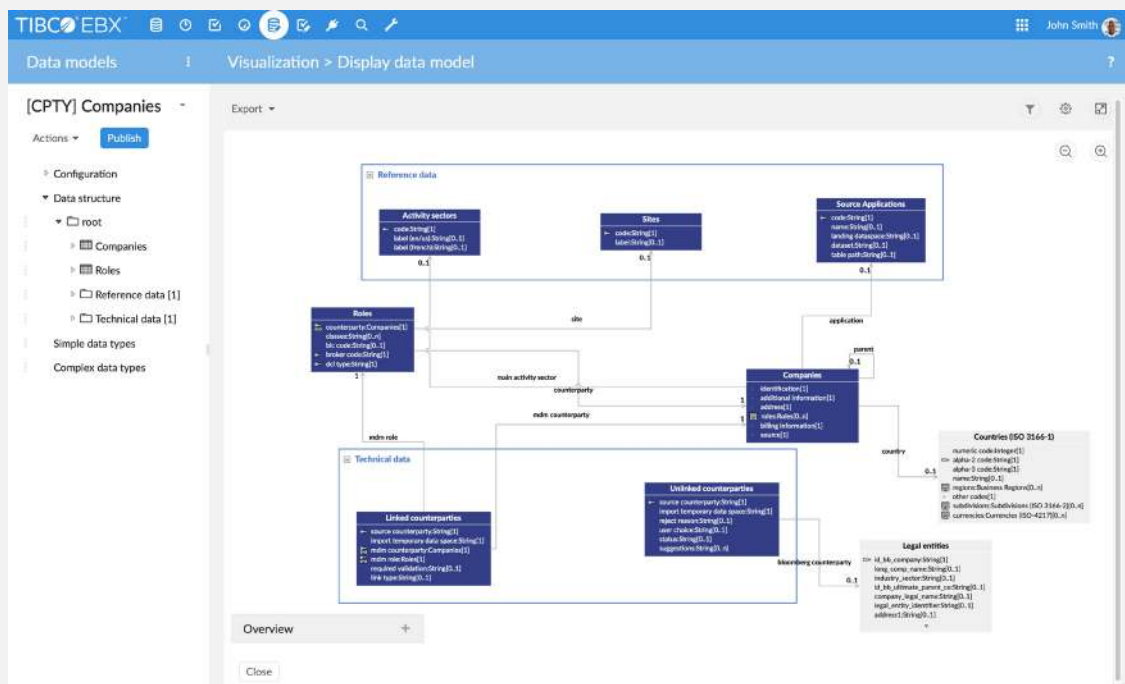 TIBCO EBX
John Smith
Data models
Visualization > Display data model
?
[CPTY] Companies
Export
Actions
Publish
Configuration
Data structure
root
Companies
Roles
Reference data [1]
Technical data [1]
Simple data types
Complex data types
Reference data
Activity sectors
code:String[1]
label (en/us):String[0..1]
label (french):String[0..1]
0..1
Sites
code:String[1]
label:String[0..1]
0..1
Source Applications
code:String[1]
name:String[0..1]
landing dataspace:String[0..1]
dataset:String[0..1]
table path:String[0..1]
0..1
Roles
counterparty:Companies[1]
classes:String[0..n]
bic code:String[0..1]
broker code:String[1]
dcl type:String[1]
1
site
application
parent
0..1
main activity sector
counterparty
1
mdm counterparty
1
mdm role
Companies
identification[1]
additional information[1]
address[1]
roles:Roles[0..n]
billing information[1]
source[1]
country
0..1
Countries (ISO 3166-1)
numeric code:Integer[1]
alpha-2 code:String[1]
alpha-3 code:String[1]
name:String[0..1]
regions:Business Regions[0..n]
other codes[1]
subdivisions:Subdivisions (ISO 3166-2)[0..n]
currencies:Currencies (ISO-4217)[0..n]
Technical data
Linked counterparties
source counterparty:String[1]
import temporary data space:String[1]
mdm counterparty:Companies[1]
mdm role:Roles[1]
required validation:String[0..1]
link type:String[0..1]
Unlinked counterparties
source counterparty:String[1]
import temporary data space:String[1]
reject reason:String[0..1]
user choice:String[0..1]
status:String[0..1]
suggestions:String[0..n]
bloomberg counterparty
0..1
Legal entities
id_bb_company:String[1]
long_comp_name:String[0..1]
industry_sector:String[0..1]
id_bb_ultimate_parent_co:String[0..1]
company_legal_name:String[0..1]
legal_entity_identifier:String[0..1]
address1:String[0..1]
Overview
Close